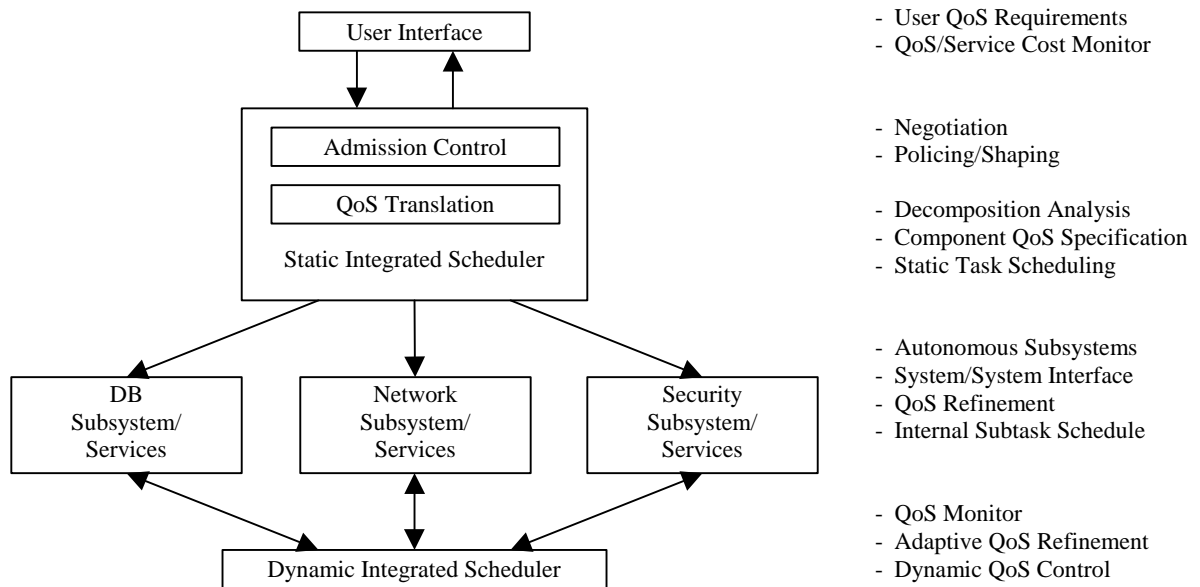 User Interface
- User QoS Requirements
- QoS/Service Cost Monitor
Admission Control
QoS Translation
Static Integrated Scheduler
- Negotiation
- Policing/Shaping
- Decomposition Analysis
- Component QoS Specification
- Static Task Scheduling
DB
Subsystem/
Services
Network
Subsystem/
Services
Security
Subsystem/
Services
- Autonomous Subsystems
- System/System Interface
- QoS Refinement
- Internal Subtask Schedule
Dynamic Integrated Scheduler
- QoS Monitor
- Adaptive QoS Refinement
- Dynamic QoS Control